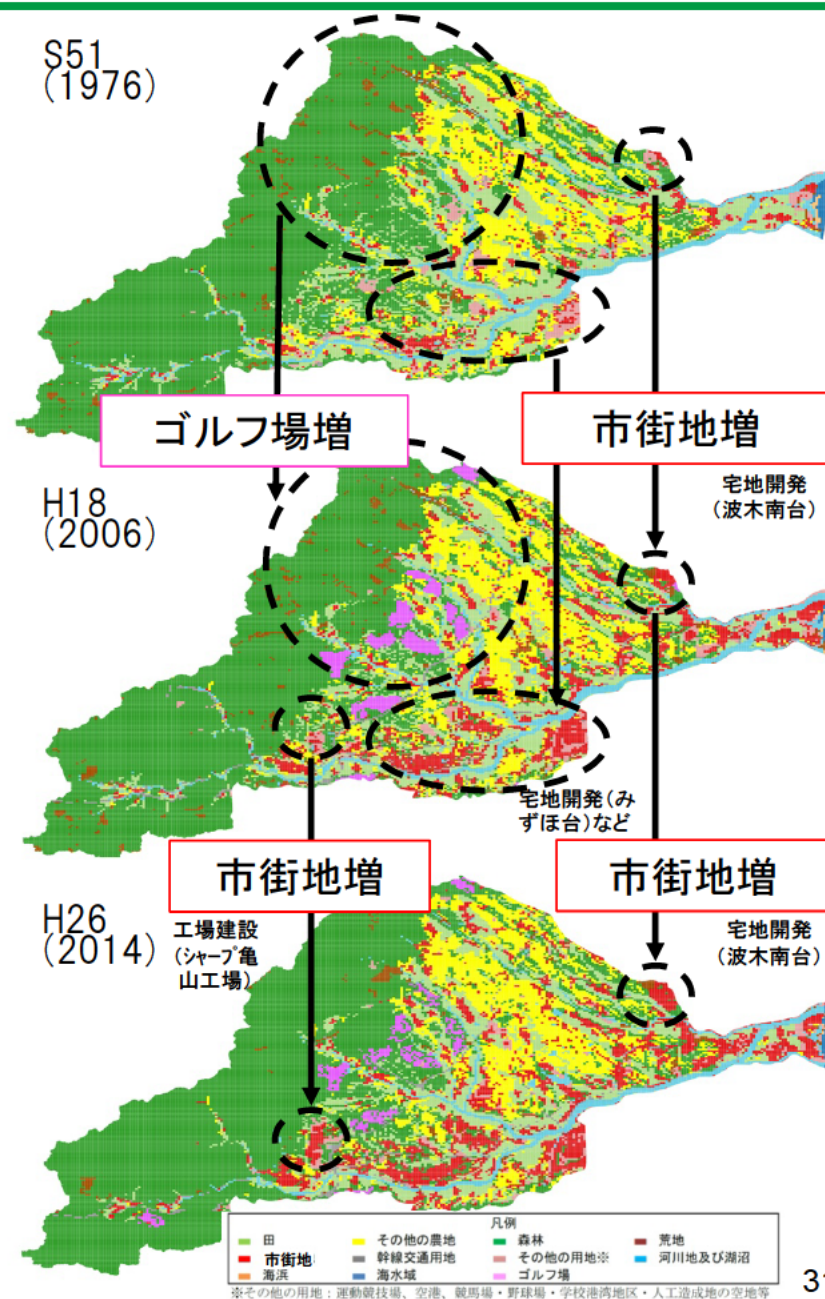 S51
(1976)
ゴルフ場増
市街地増
宅地開発
(波木南台)
H18
(2006)
宅地開発(み
ずほ台)など
市街地増
市街地増
H26
(2014)
工場建設
(シャープ亀
山工場)
宅地開発
(波木南台)
凡例
田 その他の農地 森林 荒地
市街地 幹線交通用地 その他の用地※ 河川地及び湖沼
海浜 海水域 ゴルフ場
※その他の用地：運動競技場、空港、競馬場・野球場・学校港湾地区・人工造成地の空地等